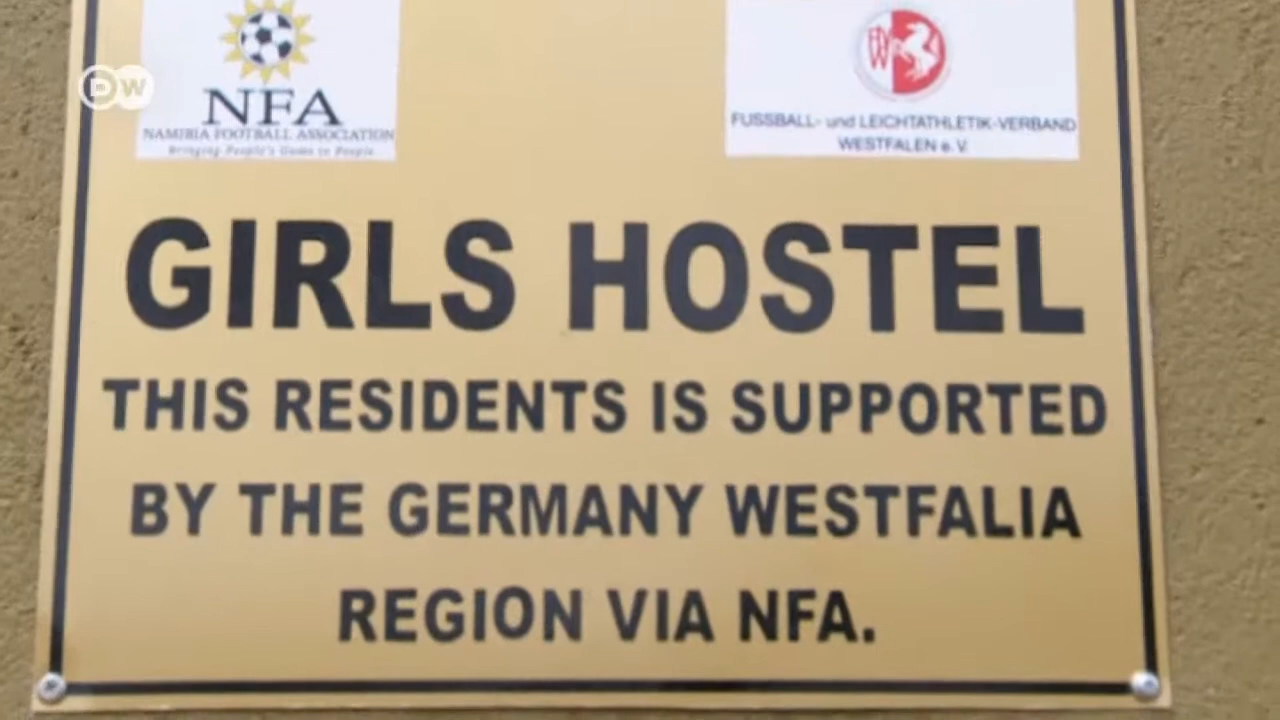 DW
NFA
NAMIBIA FOOTBALL ASSOCIATION
Bringing People's Game to People
FUSSBALL- und LEICHTATHLETIK-VERBAND
WESTFALEN e. V.
GIRLS HOSTEL
THIS RESIDENTS IS SUPPORTED
BY THE GERMANY WESTFALIA
REGION VIA NFA.